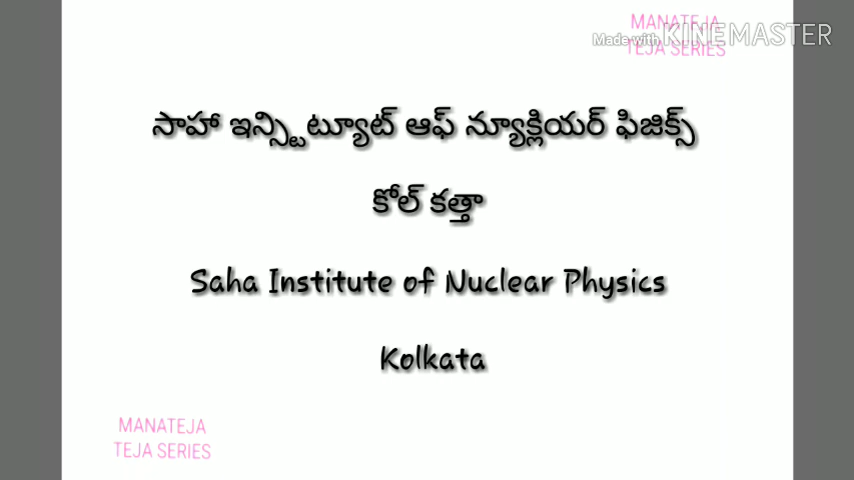 MANATEJA
Made with KINEMASTER
TEJA SERIES
సాహా ఇన్స్టిట్యూట్ ఆఫ్ న్యూక్లియర్ ఫిజిక్స్
కోల్ కత్తా
Saha Institute of Nuclear Physics
Kolkata
MANATEJA
TEJA SERIES